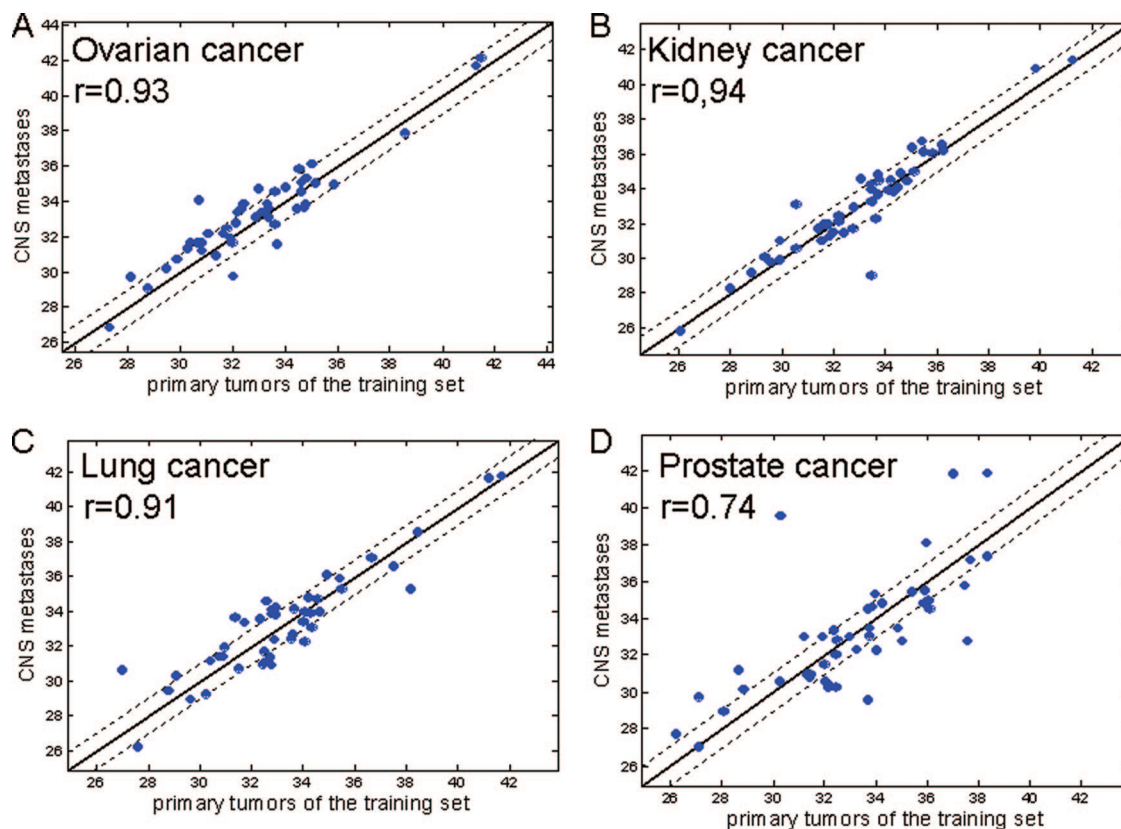 A
Ovarian cancer
r=0.93
CNS metastases
44
42
40
38
36
34
32
30
28
26
28 30 32 34 36 38 40 42 44
primary tumors of the training set
B
Kidney cancer
r=0,94
CNS metastases
42
40
38
36
34
32
30
28
26
26 28 30 32 34 36 38 40 42
primary tumors of the training set
C
Lung cancer
r=0.91
CNS metastases
42
40
38
36
34
32
30
28
26
26 28 30 32 34 36 38 40 42
primary tumors of the training set
D
Prostate cancer
r=0.74
CNS metastases
42
40
38
36
34
32
30
28
26
26 28 30 32 34 36 38 40 42
primary tumors of the training set